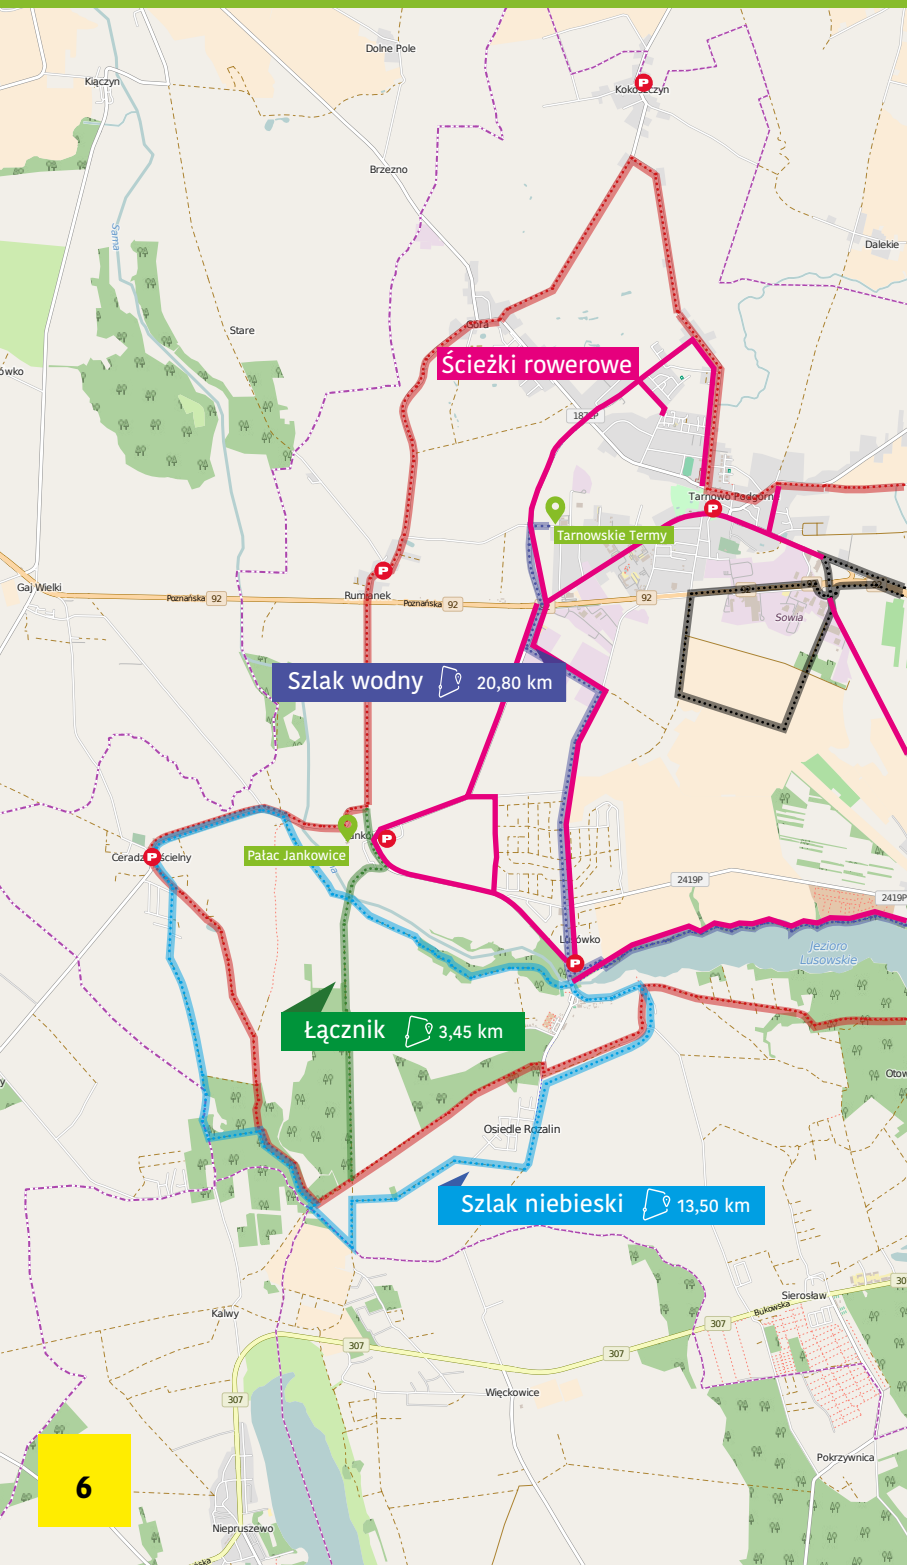 Dolne Pole
Kiączyn
P
Kokoszczyn
Brzezno
Sama
Dalekie
Góra
Stare
Ścieżki rowerowe
ówko
Tarnowo Podgórne
P
Tarnowskie Termy
P
Gaj Wielki
Poznańska 92
Rumianek
Poznańska 92
92
Sowia
Szlak wodny 20,80 km
P
P
Pałac Jankowice
2419P
2419P
Lusówko
P
Jezioro
Lusowskie
Łącznik 3,45 km
Osiedle Rozalin
Szlak niebieski 13,50 km
Sierosław
Bukowska
Kalwy
307
307
307
307
Więckowice
Pokrzywnica
6
Niepruszewo